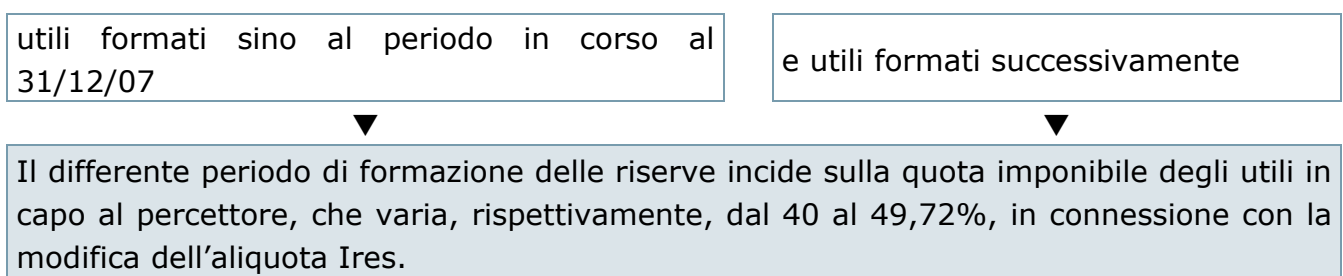 utili formati sino al periodo in corso al
31/12/07
e utili formati successivamente
Il differente periodo di formazione delle riserve incide sulla quota imponibile degli utili in
capo al percettore, che varia, rispettivamente, dal 40 al 49,72%, in connessione con la
modifica dell’aliquota Ires.